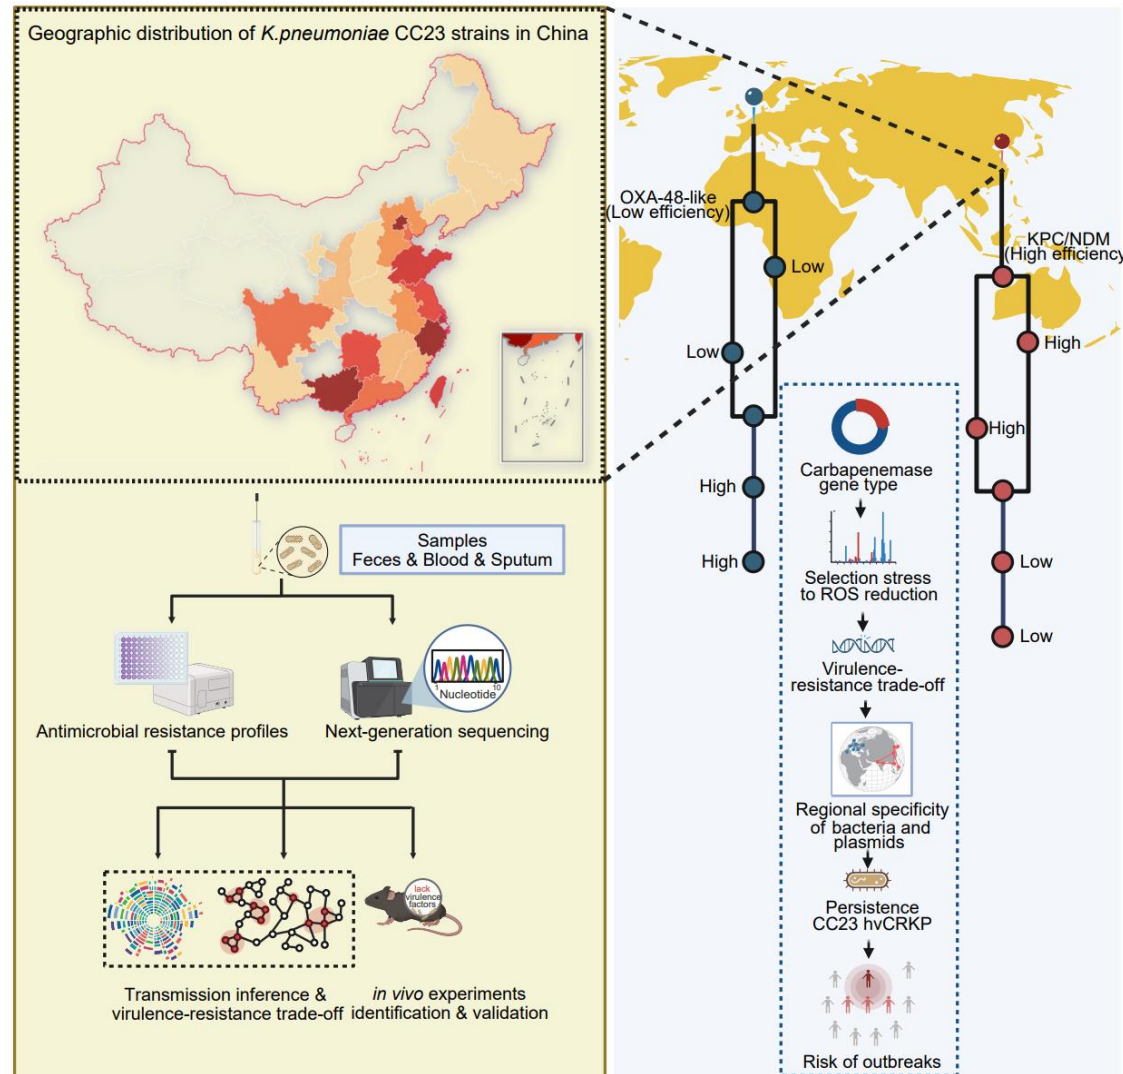 Geographic distribution of K.pneumoniae CC23 strains in China
Samples
Feces & Blood & Sputum
Nucleotide
1
10
Antimicrobial resistance profiles
Next-generation sequencing
lack
virulence
factors
Transmission inference &
virulence-resistance trade-off
in vivo experiments
identification & validation
OXA-48-like
(Low efficiency)
Low
Low
High
High
KPC/NDM
(High efficiency
High
High
Low
Low
Carbapenemase
gene type
Selection stress
to ROS reduction
Virulence-
resistance trade-off
Regional specificity
of bacteria and
plasmids
Persistence
CC23 hvCRKP
Risk of outbreaks